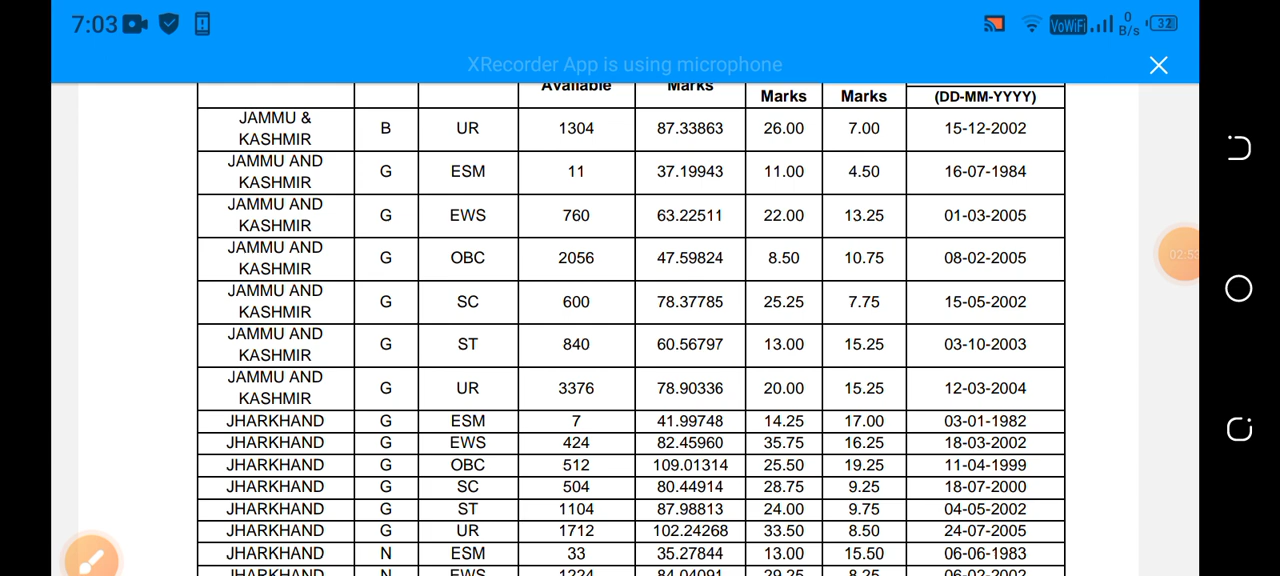 7:03 VoWiFi 0 B/s 32
XRecorder App is using microphone
Available Marks Marks Marks (DD-MM-YYYY)
JAMMU & KASHMIR B UR 1304 87.33863 26.00 7.00 15-12-2002
JAMMU AND KASHMIR G ESM 11 37.19943 11.00 4.50 16-07-1984
JAMMU AND KASHMIR G EWS 760 63.22511 22.00 13.25 01-03-2005
JAMMU AND KASHMIR G OBC 2056 47.59824 8.50 10.75 08-02-2005
JAMMU AND KASHMIR G SC 600 78.37785 25.25 7.75 15-05-2002
JAMMU AND KASHMIR G ST 840 60.56797 13.00 15.25 03-10-2003
JAMMU AND KASHMIR G UR 3376 78.90336 20.00 15.25 12-03-2004
JHARKHAND G ESM 7 41.99748 14.25 17.00 03-01-1982
JHARKHAND G EWS 424 82.45960 35.75 16.25 18-03-2002
JHARKHAND G OBC 512 109.01314 25.50 19.25 11-04-1999
JHARKHAND G SC 504 80.44914 28.75 9.25 18-07-2000
JHARKHAND G ST 1104 87.98813 24.00 9.75 04-05-2002
JHARKHAND G UR 1712 102.24268 33.50 8.50 24-07-2005
JHARKHAND N ESM 33 35.27844 13.00 15.50 06-06-1983
JHARKHAND N EWS 1224 84.04091 29.25 8.25 06-02-2002
02:53